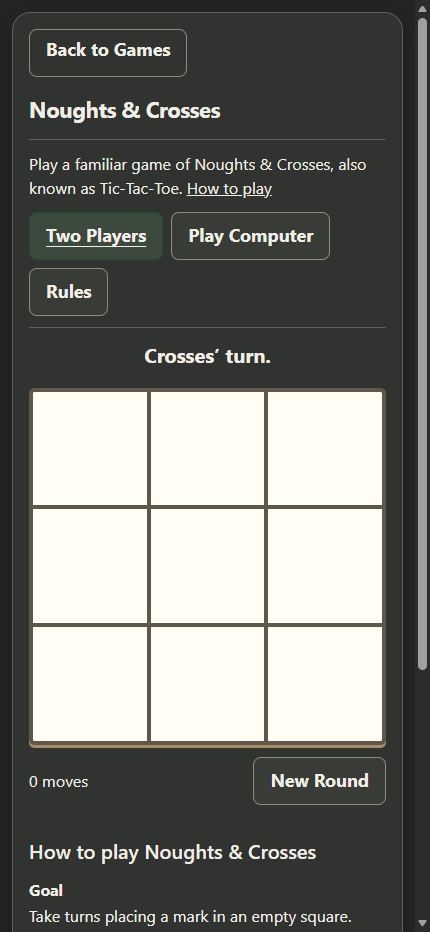 Back to Games
Noughts & Crosses
Play a familiar game of Noughts & Crosses, also
known as Tic-Tac-Toe. How to play
Two Players
Play Computer
Rules
Crosses’ turn.
0 moves
New Round
How to play Noughts & Crosses
Goal
Take turns placing a mark in an empty square.